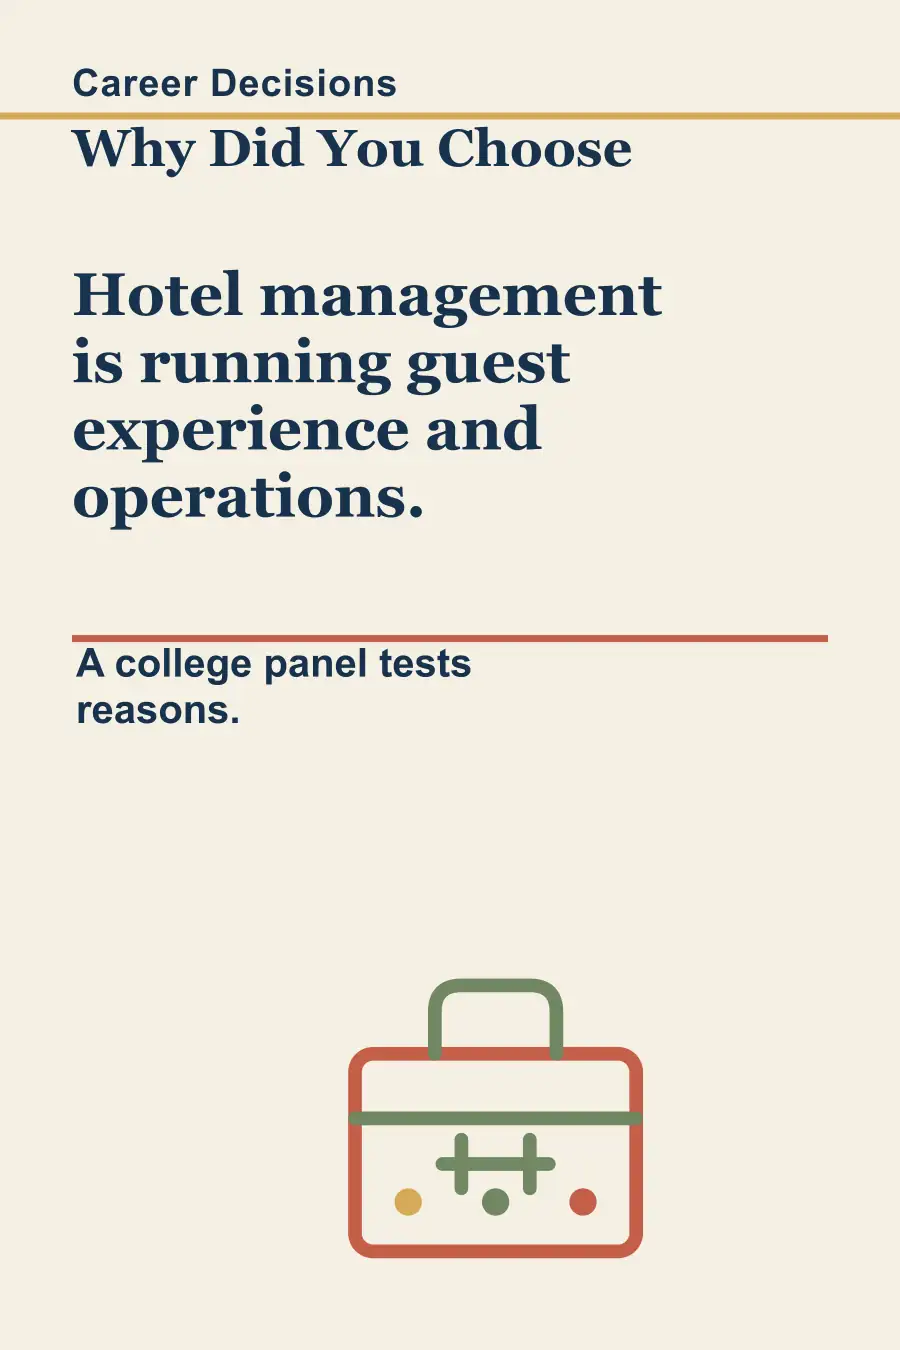 Career Decisions
Why Did You Choose
Hotel management
is running guest
experience and
operations.
A college panel tests
reasons.